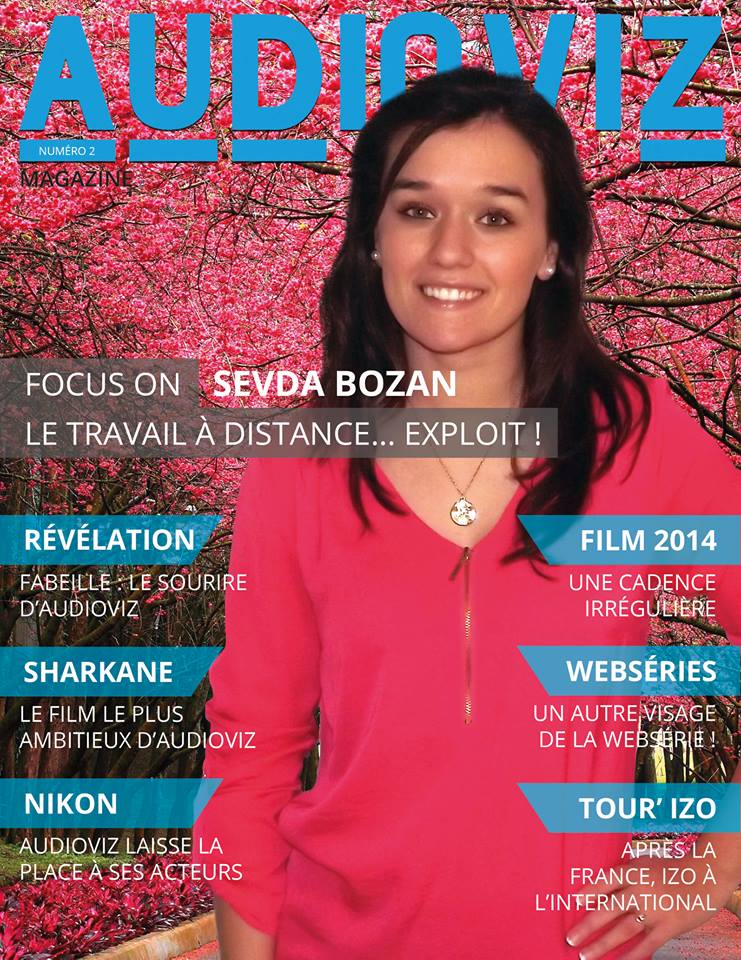 AUDIOVIZ
NUMÉRO 2
MAGAZINE
FOCUS ON SEVDA BOZAN
LE TRAVAIL À DISTANCE... EXPLOIT !
RÉVÉLATION
FABEILLE : LE SOURIRE
D'AUDIOVIZ
SHARKANE
LE FILM LE PLUS
AMBITIEUX D'AUDIOVIZ
NIKON
AUDIOVIZ LAISSE LA
PLACE À SES ACTEURS
FILM 2014
UNE CADENCE
IRRÉGULIÈRE
WEBSÉRIES
UN AUTRE VISAGE
DE LA WEBSÉRIE !
TOUR' IZO
APRÈS LA
FRANCE, IZO À
L'INTERNATIONAL